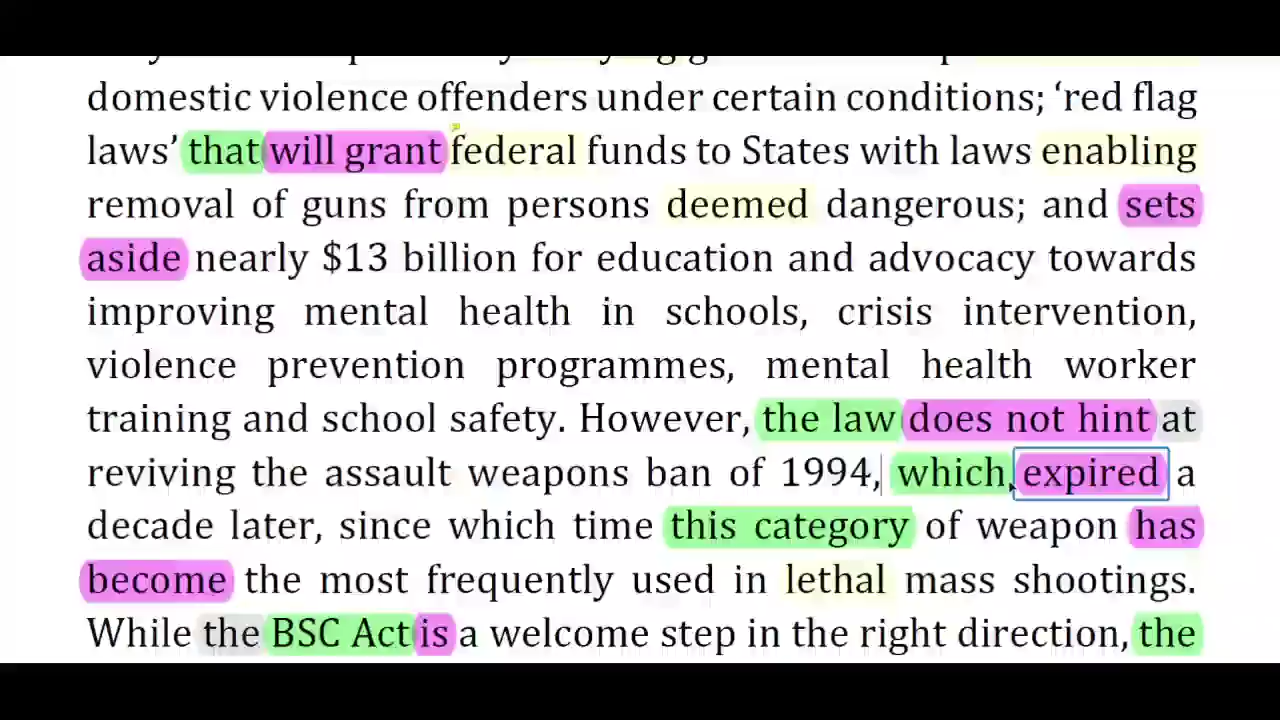 domestic violence offenders under certain conditions; ‘red flag
laws’ that will grant federal funds to States with laws enabling
removal of guns from persons deemed dangerous; and sets
aside nearly $13 billion for education and advocacy towards
improving mental health in schools, crisis intervention,
violence prevention programmes, mental health worker
training and school safety. However, the law does not hint at
reviving the assault weapons ban of 1994, which expired a
decade later, since which time this category of weapon has
become the most frequently used in lethal mass shootings.
While the BSC Act is a welcome step in the right direction, the